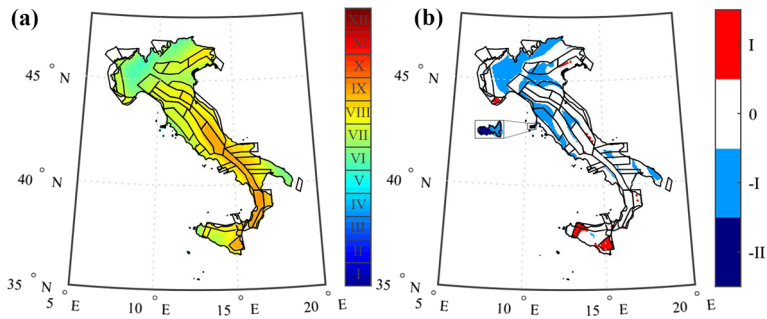 (a)
XII
XI
X
IX
VIII
VII
VI
V
IV
III
II
I
45° N
40° N
35°
5° E
10° E
15° E
20° E
(b)
I
0
-I
-II
45° N
40° N
35°
5° E
10° E
15° E
20° E